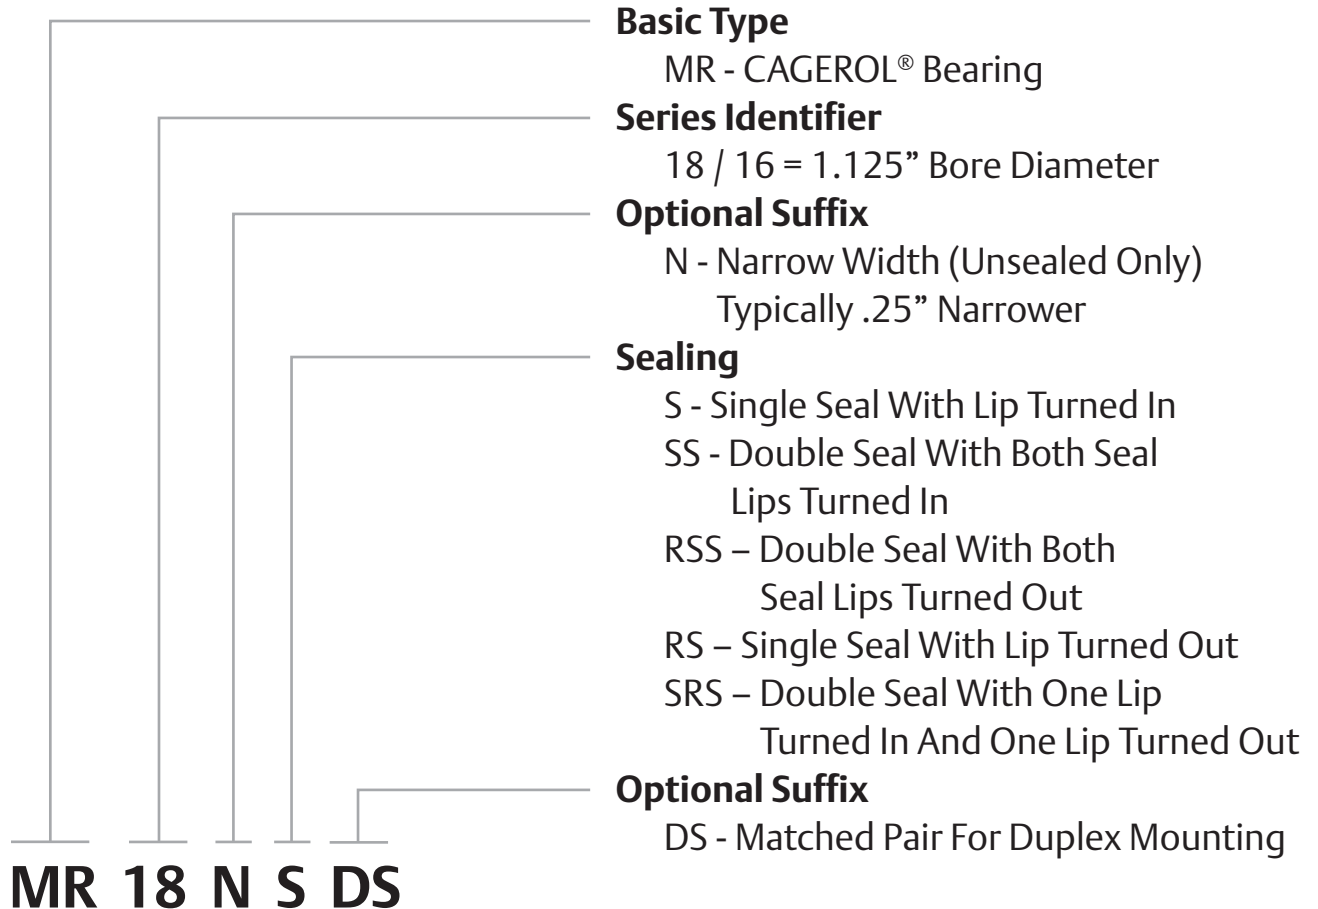 Basic Type
MR - CAGEROL® Bearing
Series Identifier
18 / 16 = 1.125” Bore Diameter
Optional Suffix
N - Narrow Width (Unsealed Only)
Typically .25” Narrower
Sealing
S - Single Seal With Lip Turned In
SS - Double Seal With Both Seal
Lips Turned In
RSS – Double Seal With Both
Seal Lips Turned Out
RS – Single Seal With Lip Turned Out
SRS – Double Seal With One Lip
Turned In And One Lip Turned Out
Optional Suffix
DS - Matched Pair For Duplex Mounting
MR 18 N S DS